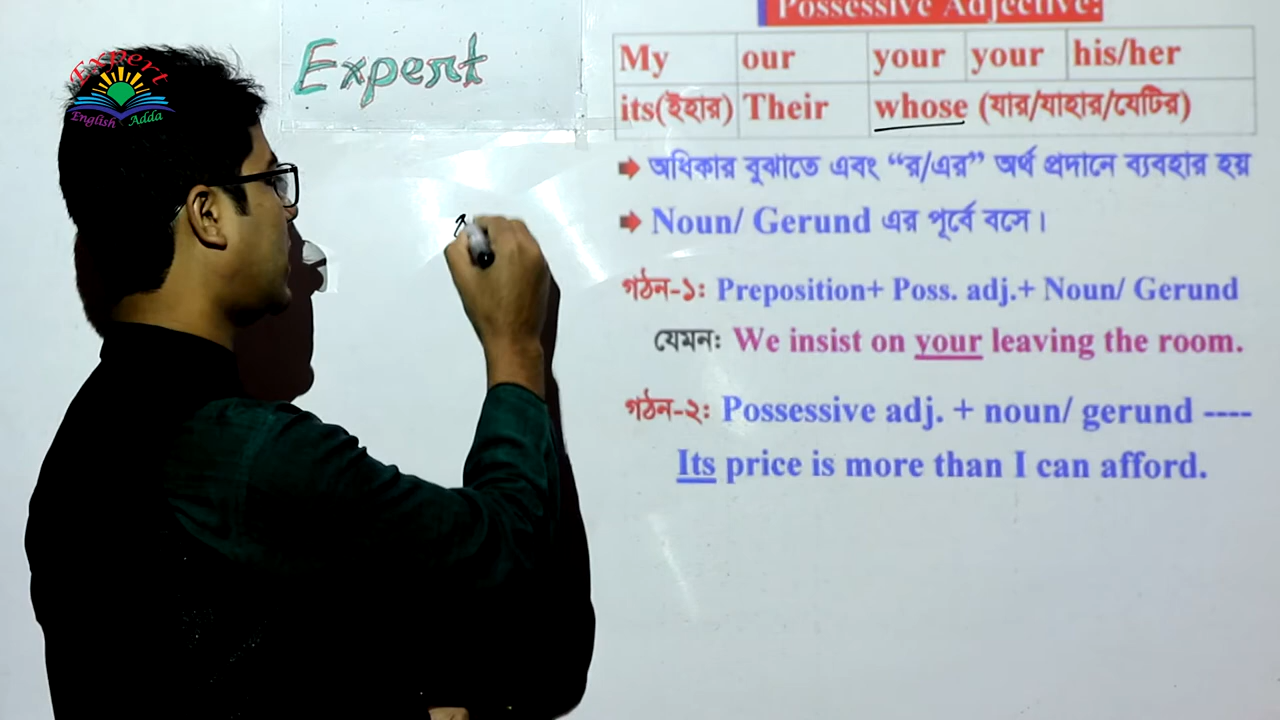 Expert
English Adda
Expert
Possessive Adjective:
My our your your his/her
its(ইহার) Their whose (যার/যাহার/যেটির)
অধিকার বুঝাতে এবং “র/এর” অর্থ প্রদানে ব্যবহার হয়
Noun/ Gerund এর পূর্বে বসে।
গঠন-১: Preposition+ Poss. adj.+ Noun/ Gerund
যেমন: We insist on your leaving the room.
গঠন-২: Possessive adj. + noun/ gerund ----
Its price is more than I can afford.